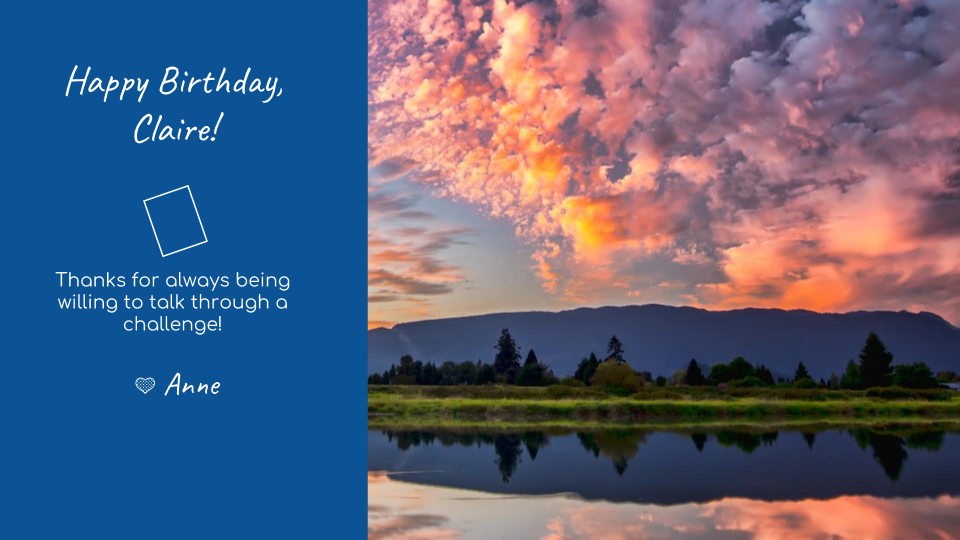 Happy Birthday,
Claire!
Thanks for always being
willing to talk through a
challenge!
Anne